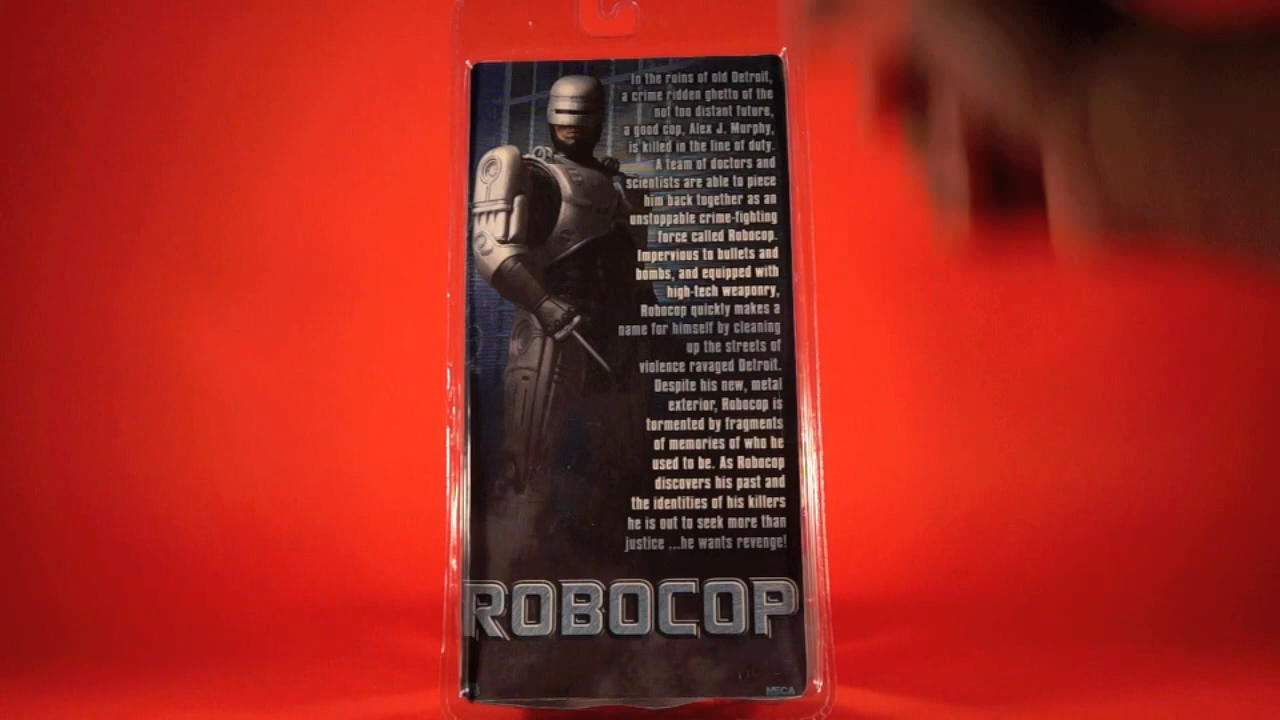 In the ruins of old Detroit,
a crime ridden ghetto of the
not too distant future,
a good cop, Alex J. Murphy,
is killed in the line of duty.
A team of doctors and
scientists are able to piece
him back together as an
unstoppable crime-fighting
force called Robocop.
Impervious to bullets and
bombs, and equipped with
high-tech weaponry,
Robocop quickly makes a
name for himself by cleaning
up the streets of
violence ravaged Detroit.
Despite his new, metal
exterior, Robocop is
tormented by fragments
of memories of who he
used to be. As Robocop
discovers his past and
the identities of his killers
he is out to seek more than
justice ...he wants revenge!
ROBOCOP
NECA